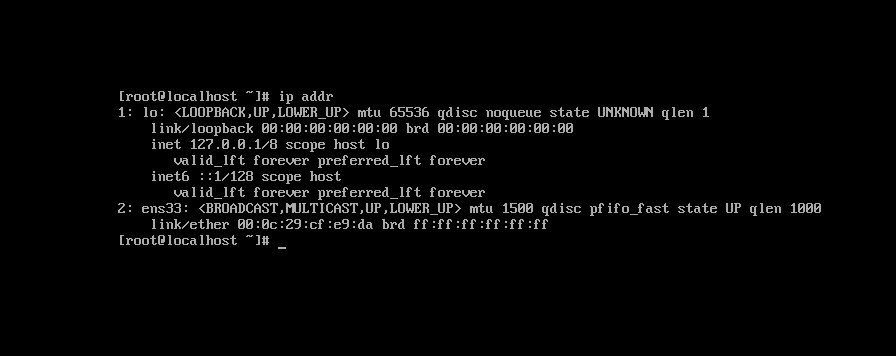 [root@localhost ~]# ip addr
1: lo: <LOOPBACK,UP,LOWER_UP> mtu 65536 qdisc noqueue state UNKNOWN qlen 1
    link/loopback 00:00:00:00:00:00 brd 00:00:00:00:00:00
    inet 127.0.0.1/8 scope host lo
       valid_lft forever preferred_lft forever
    inet6 ::1/128 scope host
       valid_lft forever preferred_lft forever
2: ens33: <BROADCAST,MULTICAST,UP,LOWER_UP> mtu 1500 qdisc pfifo_fast state UP qlen 1000
    link/ether 00:0c:29:cf:e9:da brd ff:ff:ff:ff:ff:ff
[root@localhost ~]# _